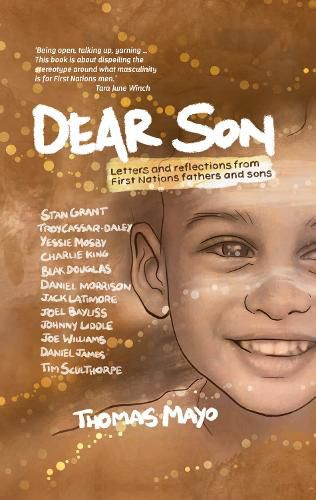 'Being open, talking up, yarning ...
This book is about dispelling the
stereotype around what masculinity
is for First Nations men.'
Tara June Winch
DEAR SON
Letters and reflections from
First Nations fathers and sons
STAN GRANT
TROY CASSAR-DALEY
YESSIE MOSBY
CHARLIE KING
BLAK DOUGLAS
DANIEL MORRISON
JACK LATIMORE
JOEL BAYLISS
JOHNNY LIDDLE
JOE WILLIAMS
DANIEL JAMES
TIM SCULTHORPE
THOMAS MAYO